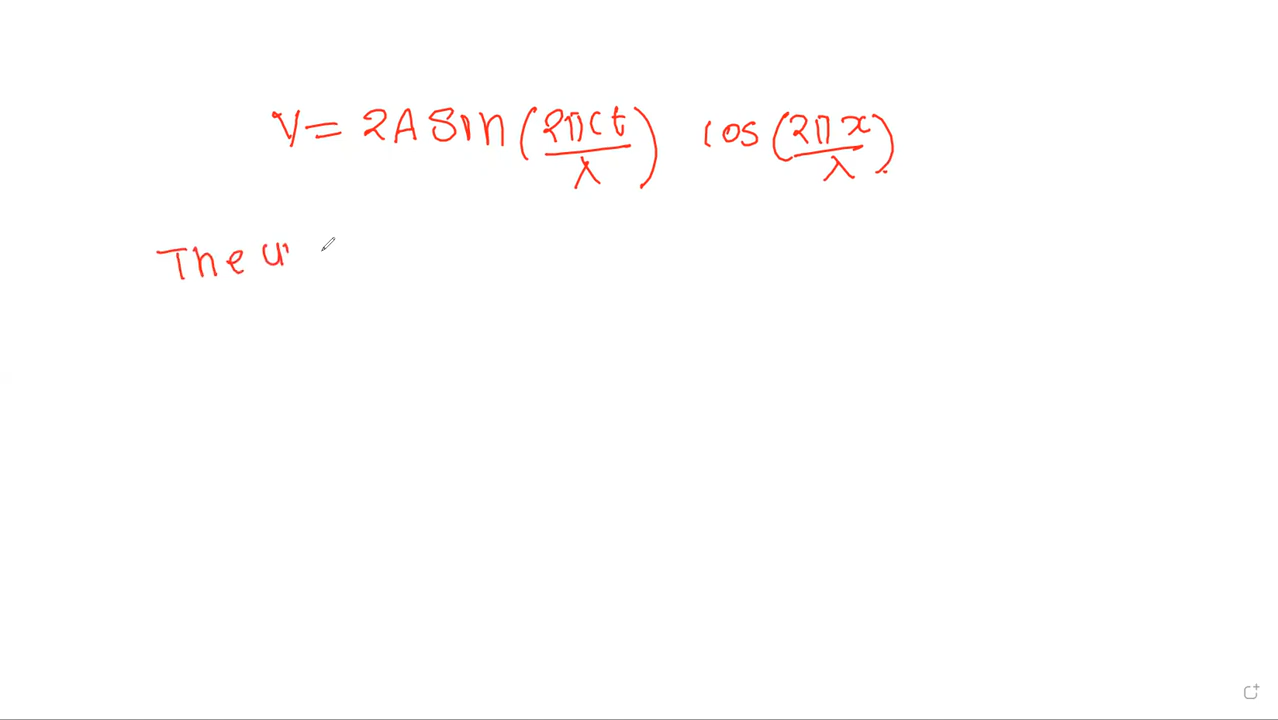 y = 2A Sin (2πct/λ) cos (2πx/λ).
The